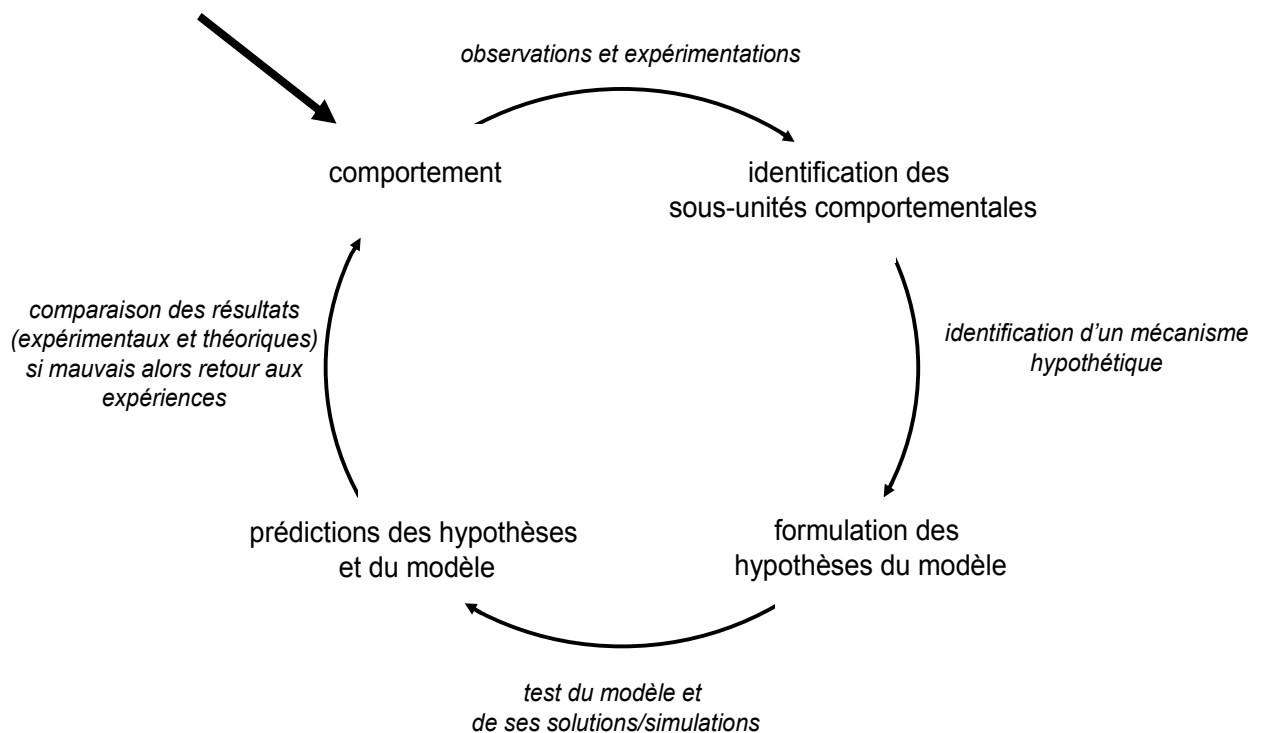 observations et expérimentations
comportement
identification des
sous-unités comportementales
identification d’un mécanisme
hypothétique
formulation des
hypothèses du modèle
test du modèle et
de ses solutions/simulations
prédictions des hypothèses
et du modèle
comparaison des résultats
(expérimentaux et théoriques)
si mauvais alors retour aux
expériences